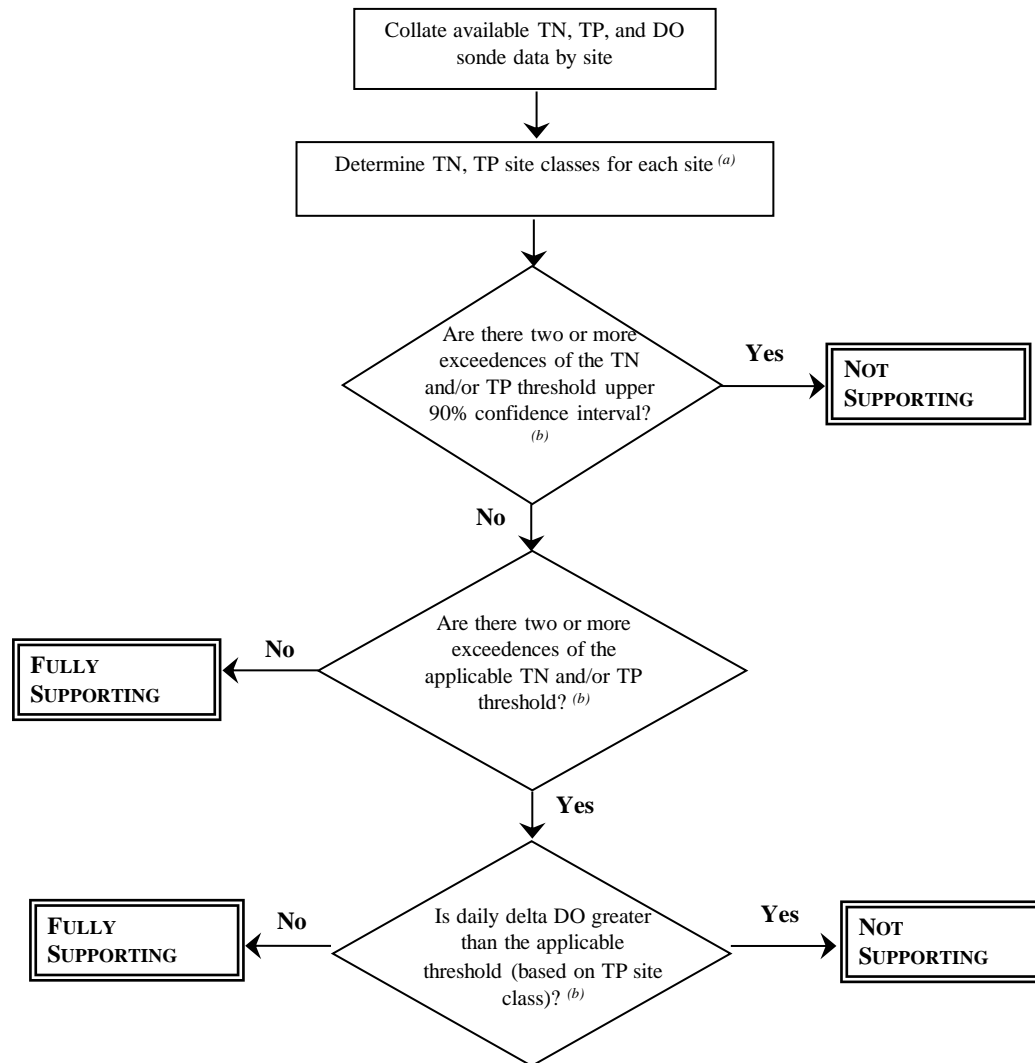 Collate available TN, TP, and DO
sonde data by site
Determine TN, TP site classes for each site (a)
Are there two or more
exceedences of the TN
and/or TP threshold upper
90% confidence interval?
(b)
Yes
NOT
SUPPORTING
No
Are there two or more
exceedences of the
applicable TN and/or TP
threshold? (b)
No
FULLY
SUPPORTING
Yes
Is daily delta DO greater
than the applicable
threshold (based on TP site
class)? (b)
No
FULLY
SUPPORTING
Yes
NOT
SUPPORTING